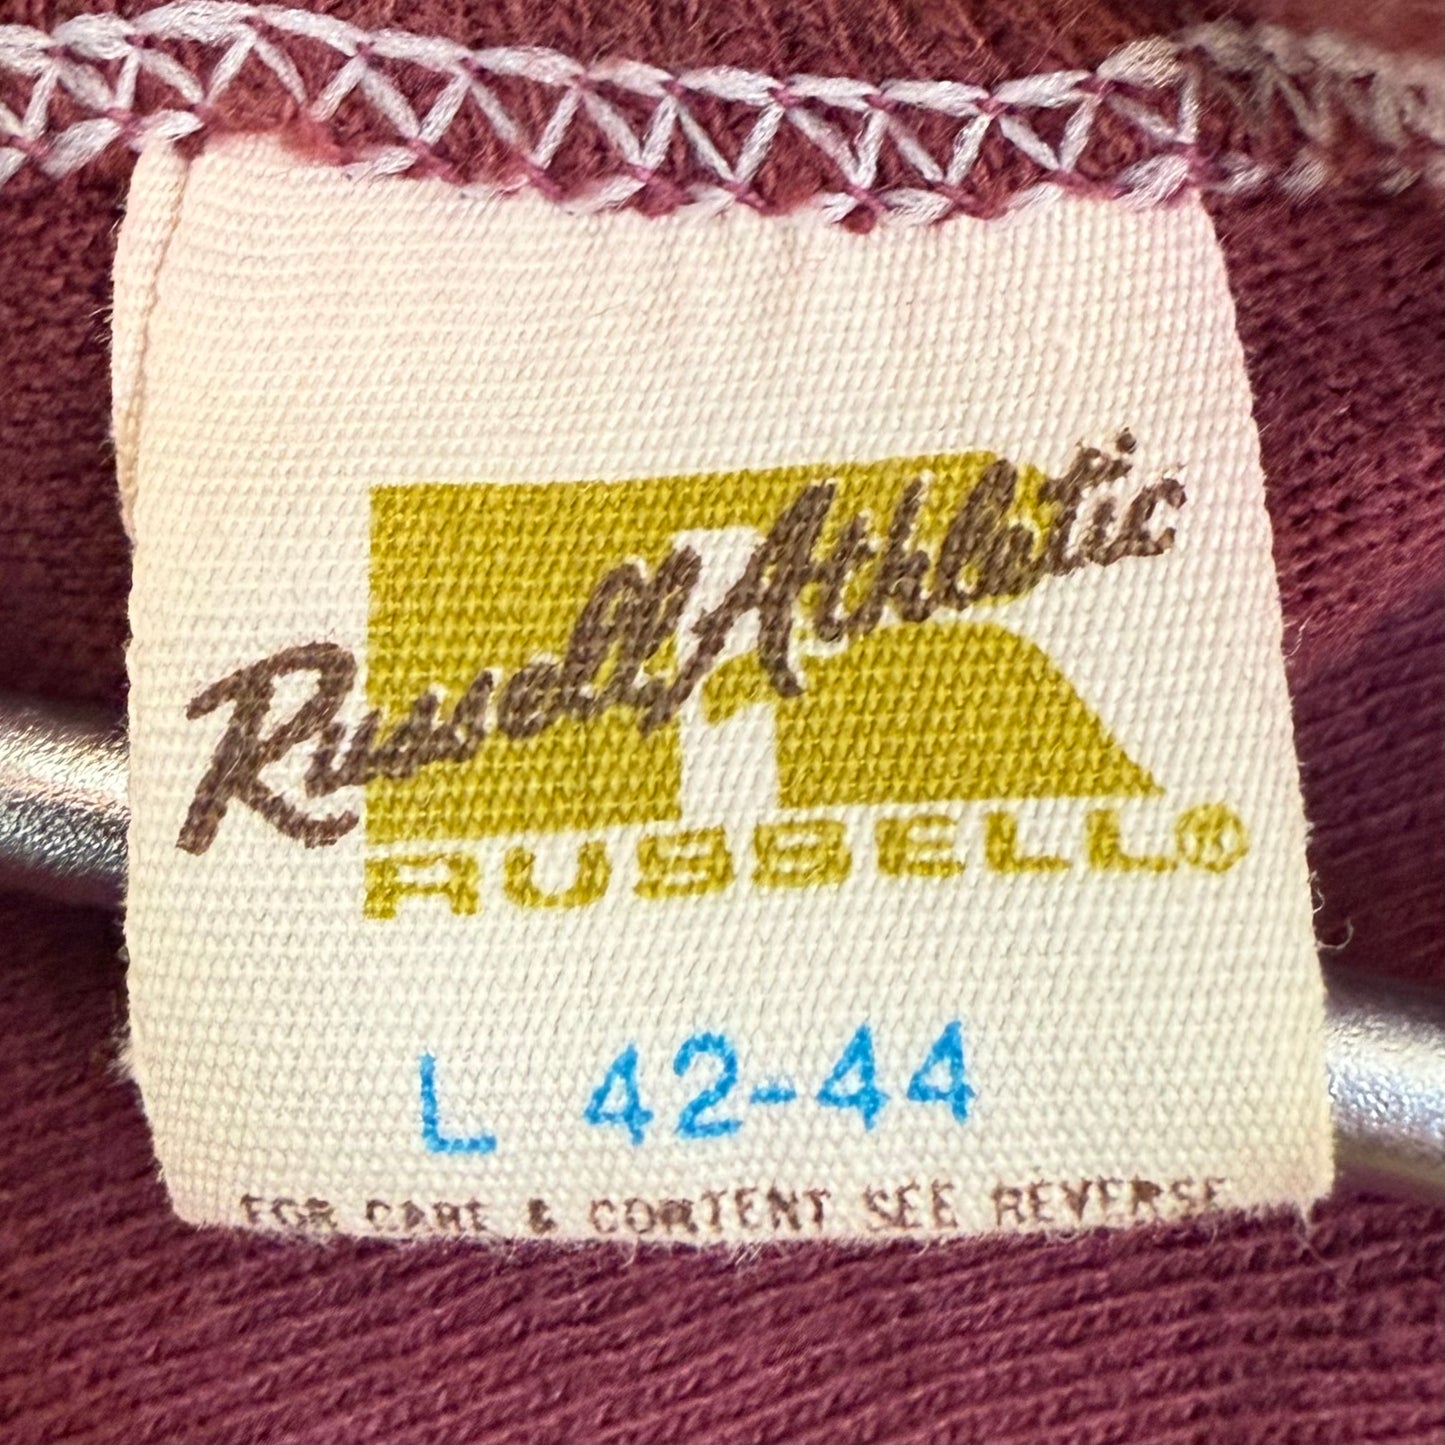 Russell Athletic
RUSSELL®
L 42-44
FOR CARE & CONTENT SEE REVERSE